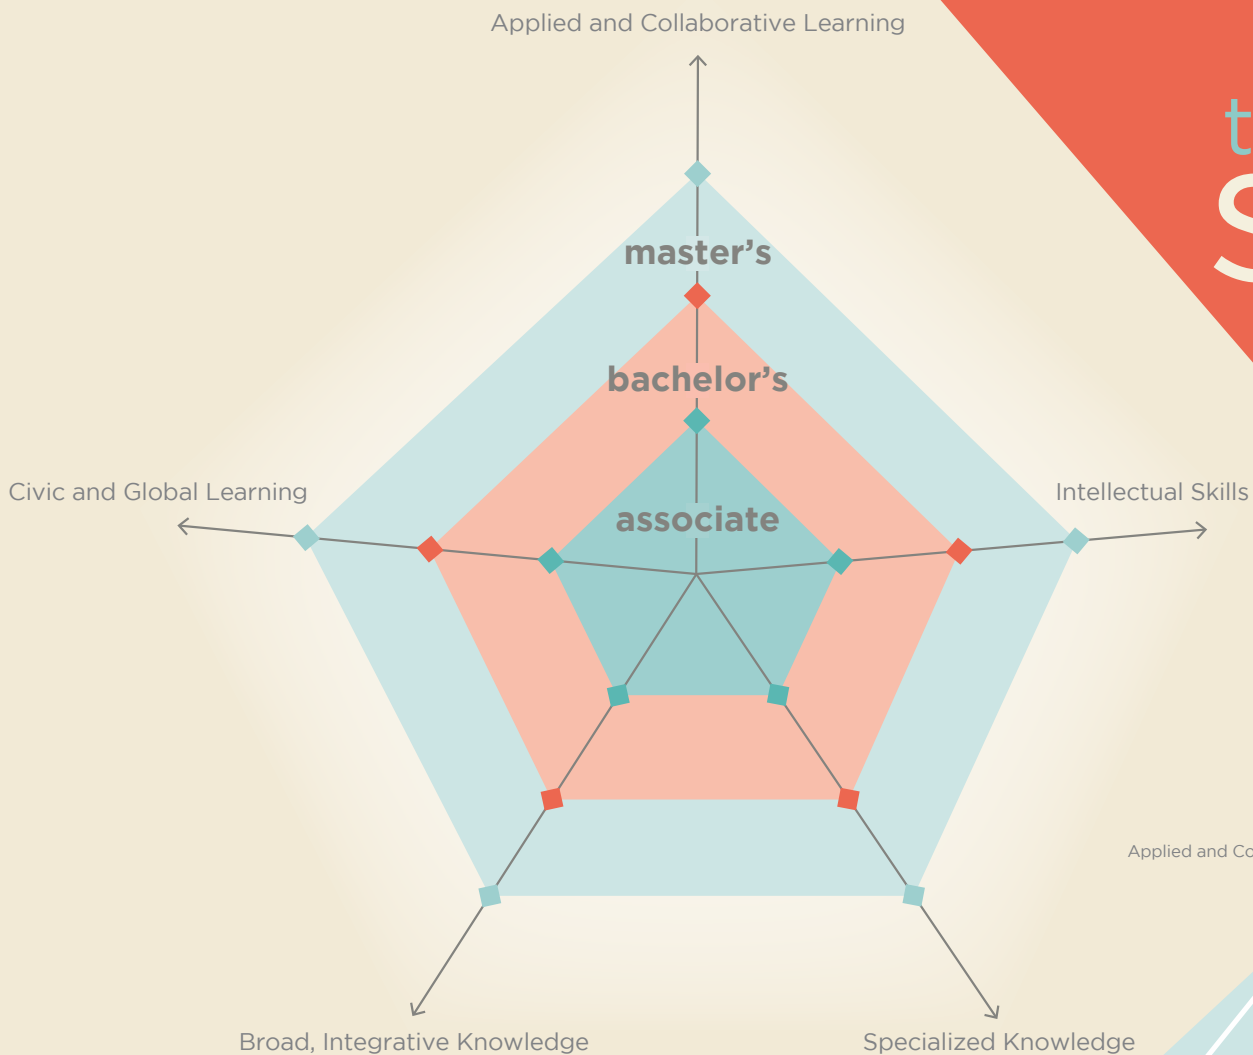 Applied and Collaborative Learning
master's
bachelor's
associate
Civic and Global Learning
Intellectual Skills
Applied and
Broad, Integrative Knowledge
Specialized Knowledge